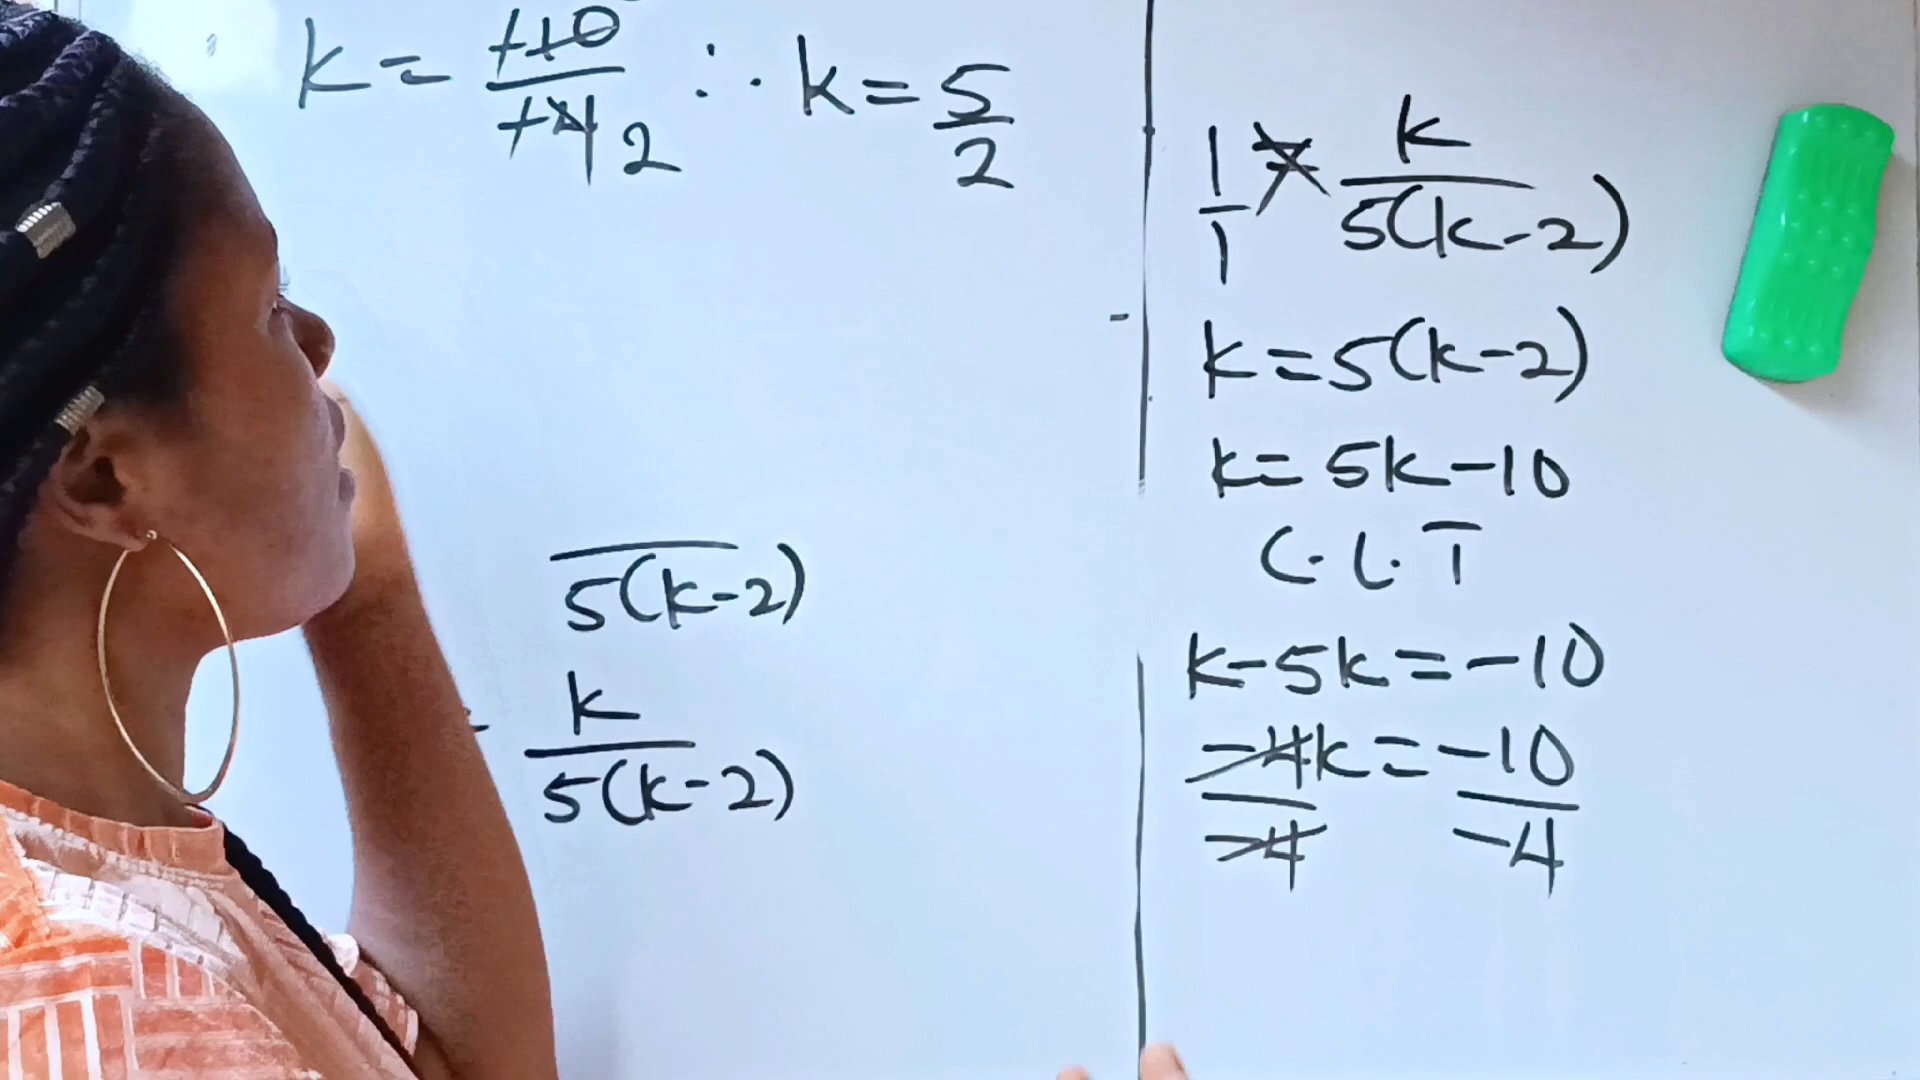 k = -10/-4 2 ∴ k = 5/2
5(k-2)
k/5(k-2)
1/1 = k/5(k-2)
k = 5(k-2)
k = 5k-10
C.L.T
k-5k = -10
-4k/-4 = -10/-4